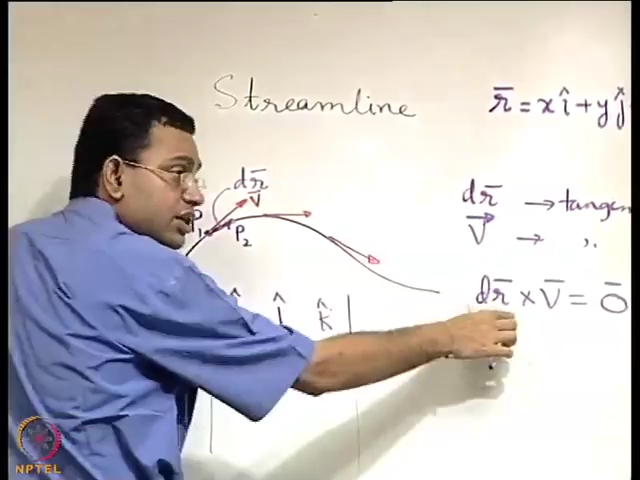 Streamline
r̄ = xî + yĵ
dr̄
V̄
P₁
P₂
dr̄ → tangen
V̄ → ,,
dr̄ × V̄ = 0̄
î ĵ k̂
NPTEL